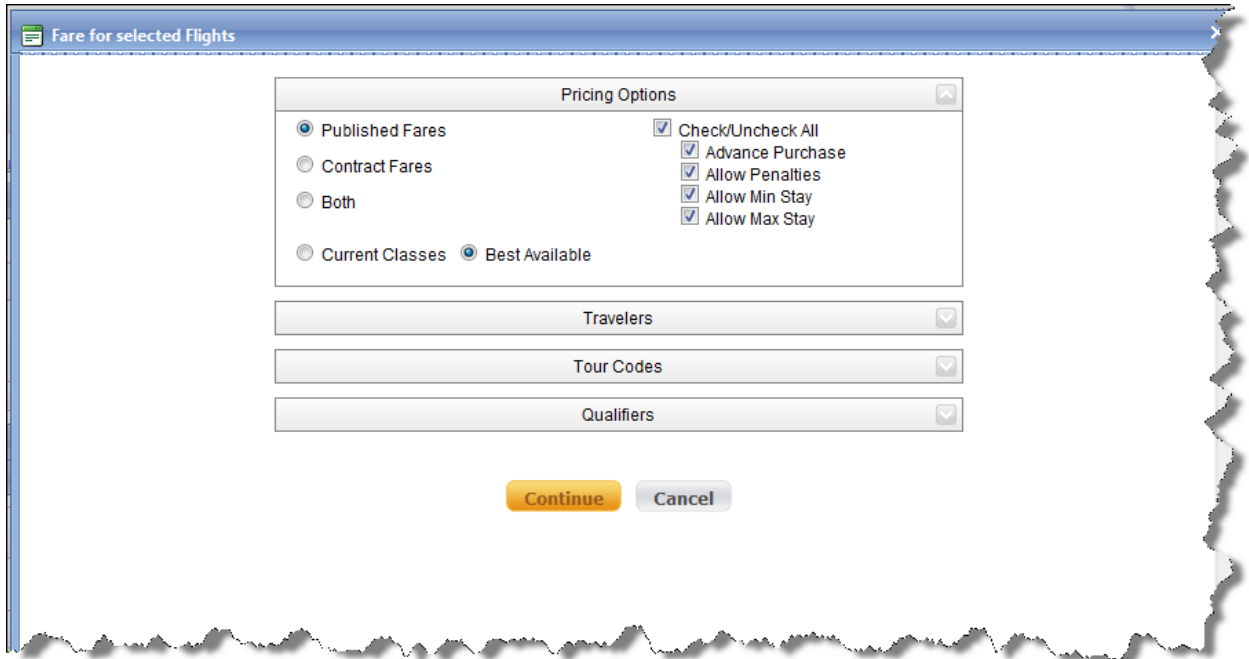 Fare for selected Flights
Pricing Options
Published Fares
Check/Uncheck All
Advance Purchase
Contract Fares
Allow Penalties
Both
Allow Min Stay
Allow Max Stay
Current Classes Best Available
Travelers
Tour Codes
Qualifiers
Continue Cancel